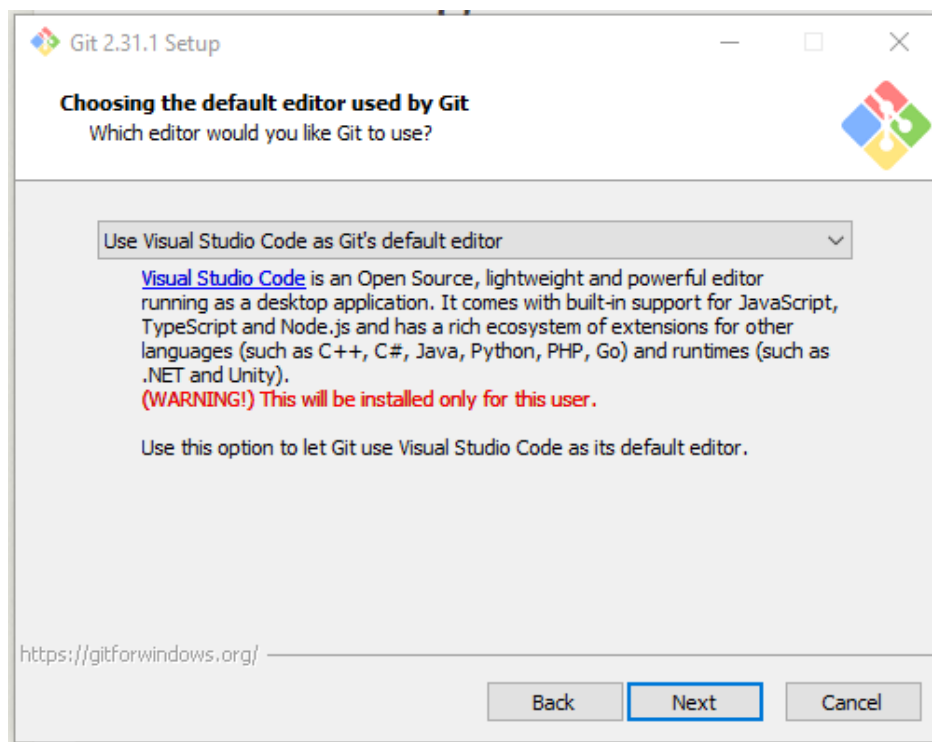 Git 2.31.1 Setup
Choosing the default editor used by Git
Which editor would you like Git to use?
Use Visual Studio Code as Git's default editor
Visual Studio Code is an Open Source, lightweight and powerful editor
running as a desktop application. It comes with built-in support for JavaScript,
TypeScript and Node.js and has a rich ecosystem of extensions for other
languages (such as C++, C#, Java, Python, PHP, Go) and runtimes (such as
.NET and Unity).
(WARNING!) This will be installed only for this user.
Use this option to let Git use Visual Studio Code as its default editor.
https://gitforwindows.org/
Back Next Cancel